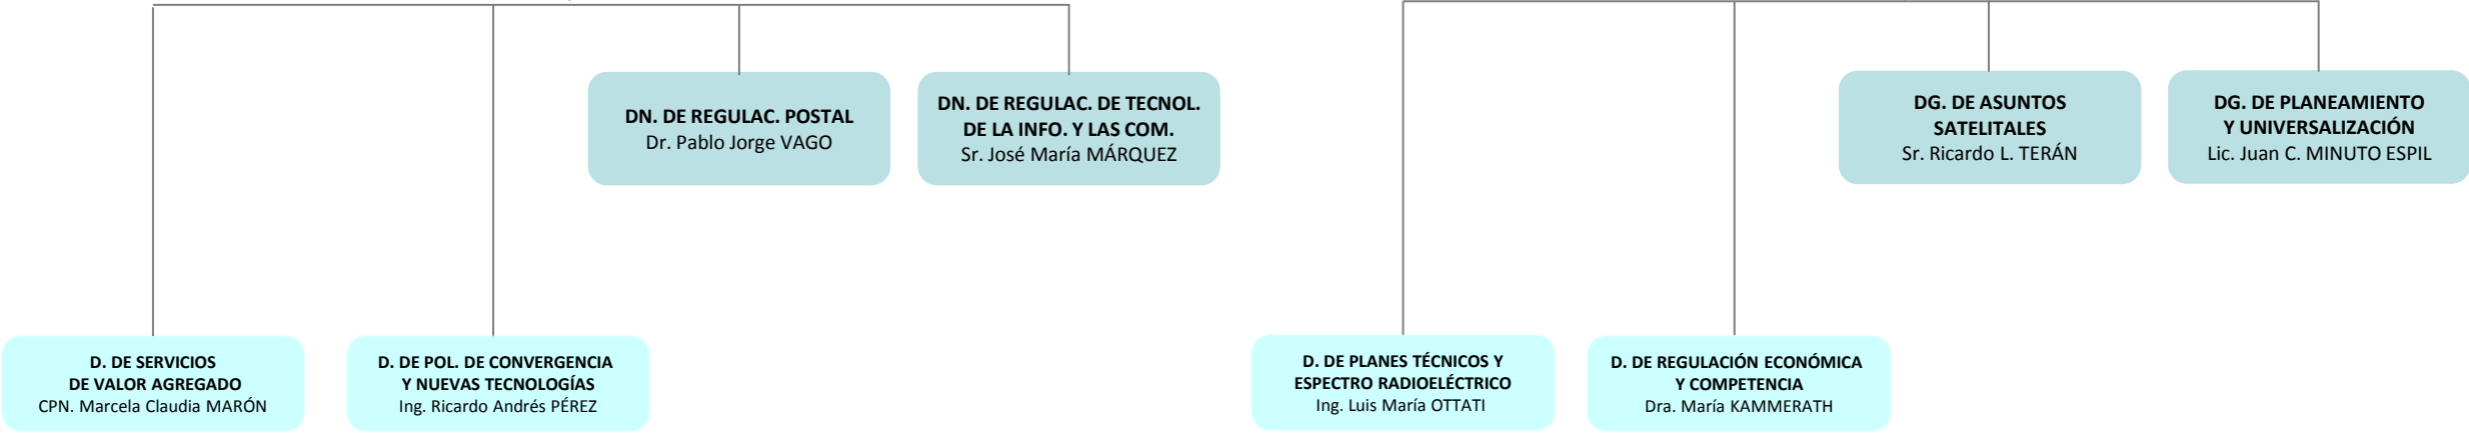 DN. DE REGULAC. POSTAL
Dr. Pablo Jorge VAGO
DN. DE REGULAC. DE TECNOL.
DE LA INFO. Y LAS COM.
Sr. José María MÁRQUEZ
DG. DE ASUNTOS
SATELITALES
Sr. Ricardo L. TERÁN
DG. DE PLANEAMIENTO
Y UNIVERSALIZACIÓN
Lic. Juan C. MINUTO ESPIL
D. DE SERVICIOS
DE VALOR AGREGADO
CPN. Marcela Claudia MARÓN
D. DE POL. DE CONVERGENCIA
Y NUEVAS TECNOLOGÍAS
Ing. Ricardo Andrés PÉREZ
D. DE PLANES TÉCNICOS Y
ESPECTRO RADIOELÉCTRICO
Ing. Luis María OTTATI
D. DE REGULACIÓN ECONÓMICA
Y COMPETENCIA
Dra. María KAMMERATH